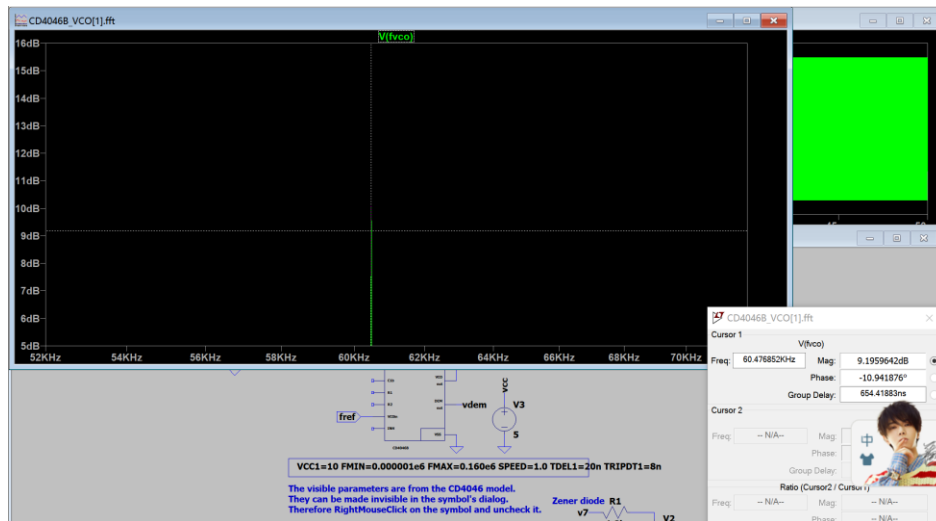 CD4046B_VCO[1].fft
V(fvco)
16dB
15dB
14dB
13dB
12dB
11dB
10dB
9dB
8dB
7dB
6dB
5dB
52KHz 54KHz 56KHz 58KHz 60KHz 62KHz 64KHz 66KHz 68KHz 70KHz
CD4046B_VCO[1].fft
Cursor 1
V(fvco)
Freq: 60.476852KHz Mag: 9.1959642dB
Phase: -10.941876°
Group Delay: 654.41883ns
Cursor 2
Freq: -- N/A-- Mag:
Phase:
Group Delay:
中
Ratio (Cursor2 / Cursor1)
Freq: -- N/A-- Mag: -- N/A--
Phase: -- N/A--
fref
vdem
vcc
V3
5
VCC1=10 FMIN=0.000001e6 FMAX=0.160e6 SPEED=1.0 TDEL1=20n TRIPDT1=8n
The visible parameters are from the CD4046 model.
They can be made invisible in the symbol's dialog.
Therefore RightMouseClick on the symbol and uncheck it.
Zener diode R1
v7
V2